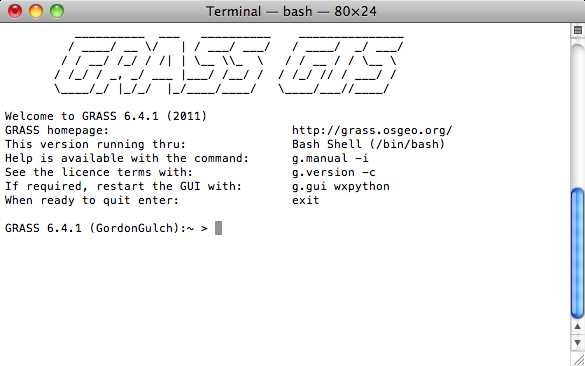 Terminal — bash — 80×24
GRASS GIS
Welcome to GRASS 6.4.1 (2011)
GRASS homepage: http://grass.osgeo.org/
This version running thru: Bash Shell (/bin/bash)
Help is available with the command: g.manual -i
See the licence terms with: g.version -c
If required, restart the GUI with: g.gui wxpython
When ready to quit enter: exit
GRASS 6.4.1 (GordonGulch):~ >